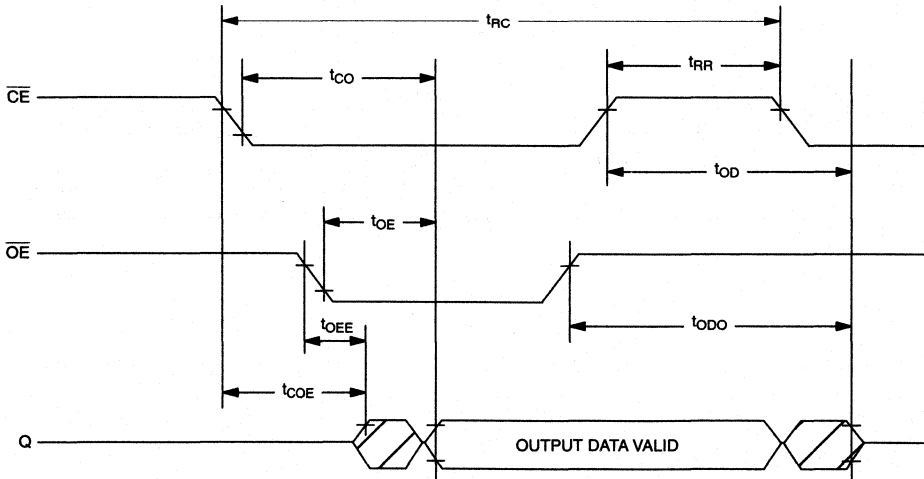 tRC
tCO
tRR
CE
tOD
tOE
OE
tOEE
tODO
tCOE
Q
OUTPUT DATA VALID